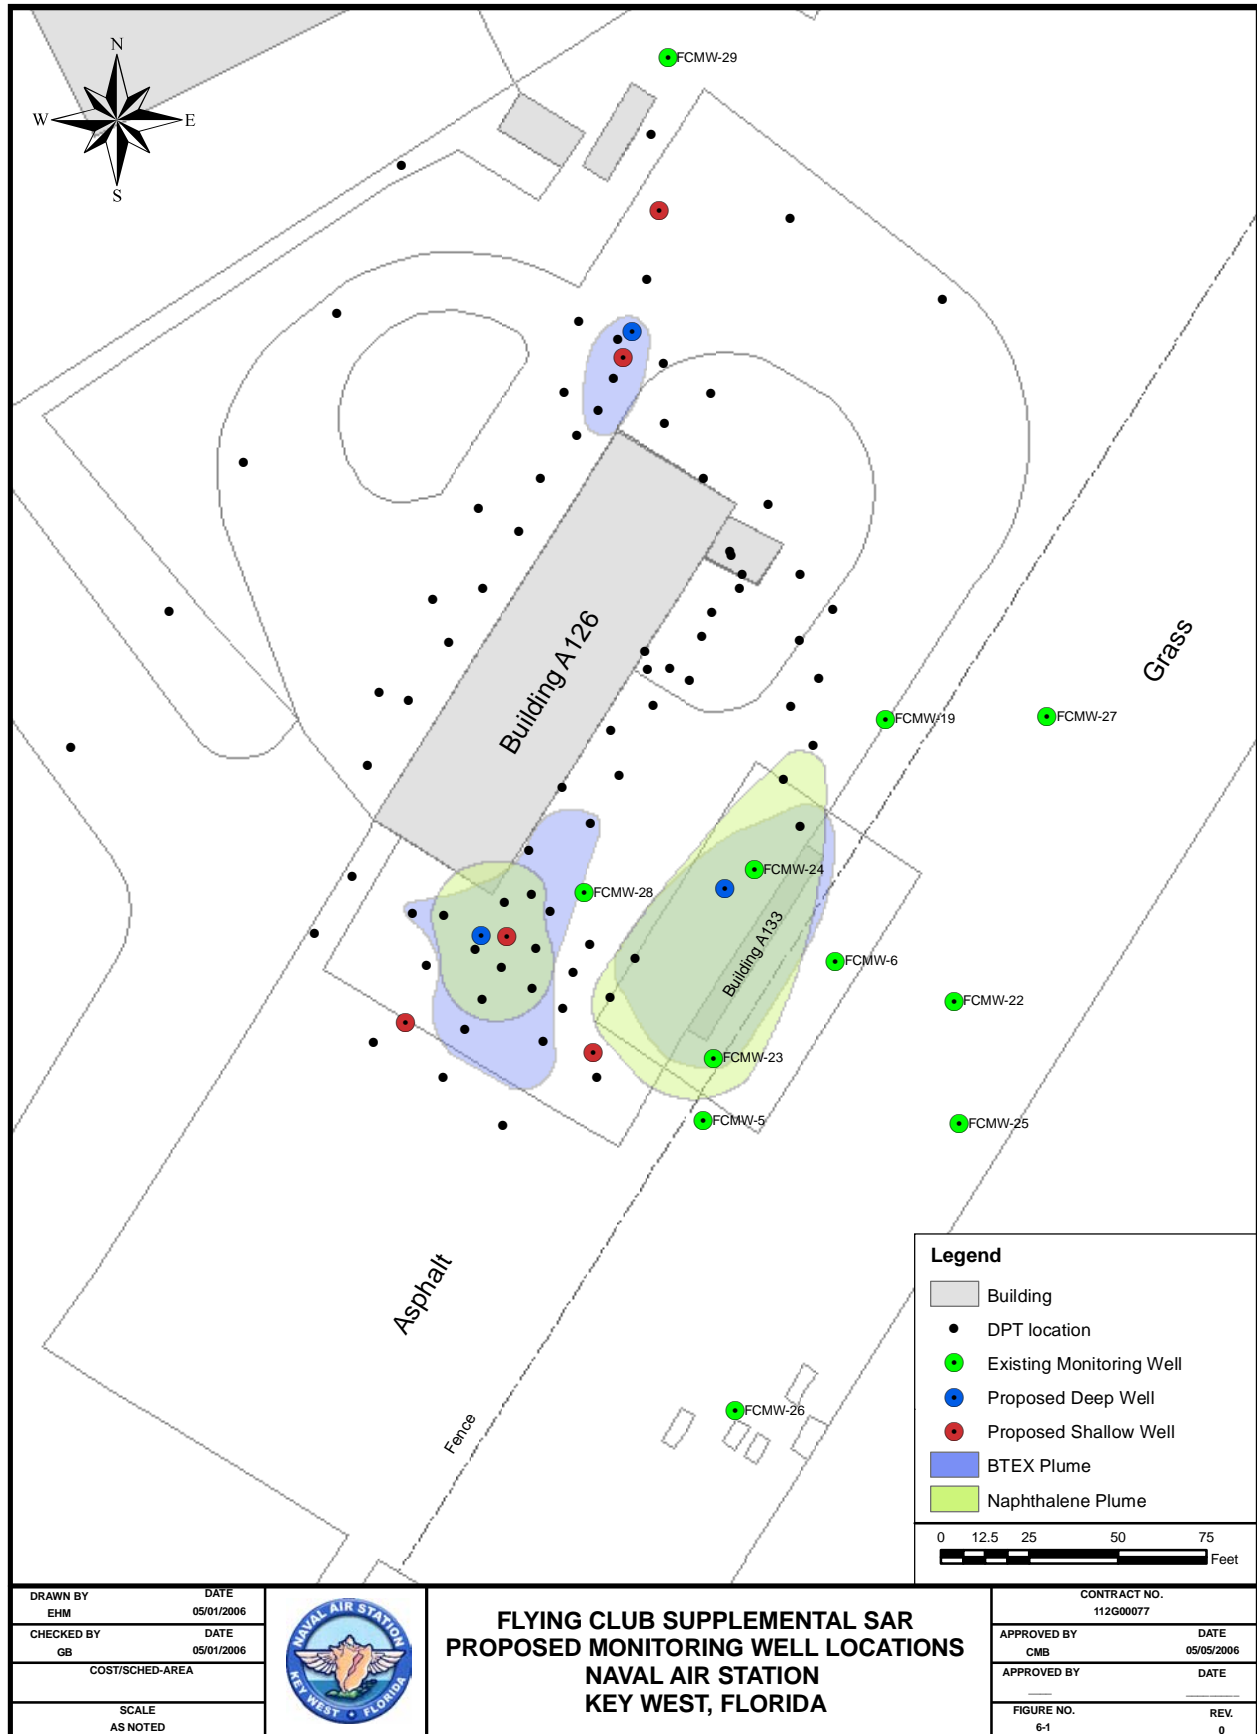 N
W
E
S
FCMW-29
Building A126
Grass
FCMW-19
FCMW-27
FCMW-24
FCMW-28
Building A133
FCMW-6
FCMW-22
FCMW-23
FCMW-5
FCMW-25
Asphalt
Fence
FCMW-26
Legend
Building
DPT location
Existing Monitoring Well
Proposed Deep Well
Proposed Shallow Well
BTEX Plume
Naphthalene Plume
0 12.5 25 50 75
Feet
DRAWN BY DATE
EHM 05/01/2006
CHECKED BY DATE
GB 05/01/2006
COST/SCHED-AREA
SCALE
AS NOTED
NAVAL AIR STATION
KEY WEST FLORIDA
FLYING CLUB SUPPLEMENTAL SAR
PROPOSED MONITORING WELL LOCATIONS
NAVAL AIR STATION
KEY WEST, FLORIDA
CONTRACT NO.
112G00077
APPROVED BY DATE
CMB 05/05/2006
APPROVED BY DATE
FIGURE NO. REV.
6-1 0